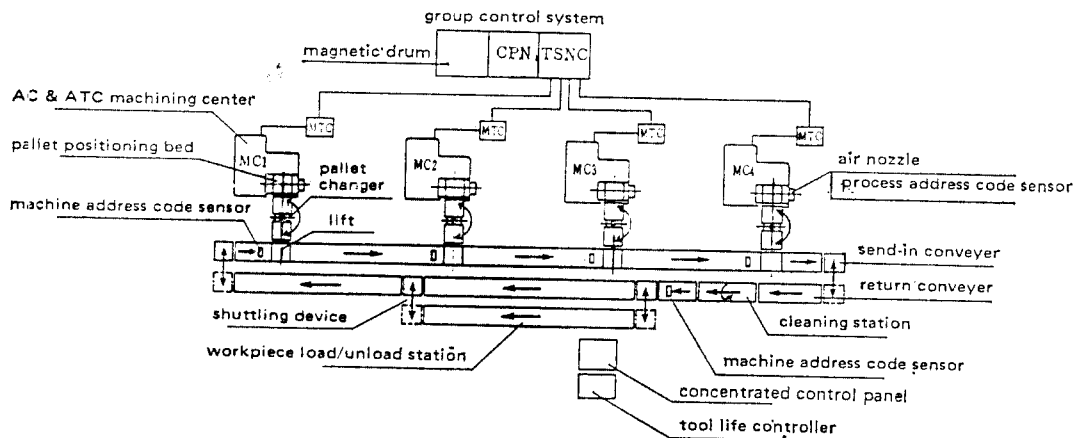 group control system
magnetic drum
CPN TSNC
AC & ATC machining center
MTC MTC MTC MTC
pallet positioning bed
MC1
MC2
MC3
MC4
pallet
changer
air nozzle
process address code sensor
machine address code sensor
lift
send-in conveyer
return conveyer
shuttling device
cleaning station
workpiece load/unload station
machine address code sensor
concentrated control panel
tool life controller